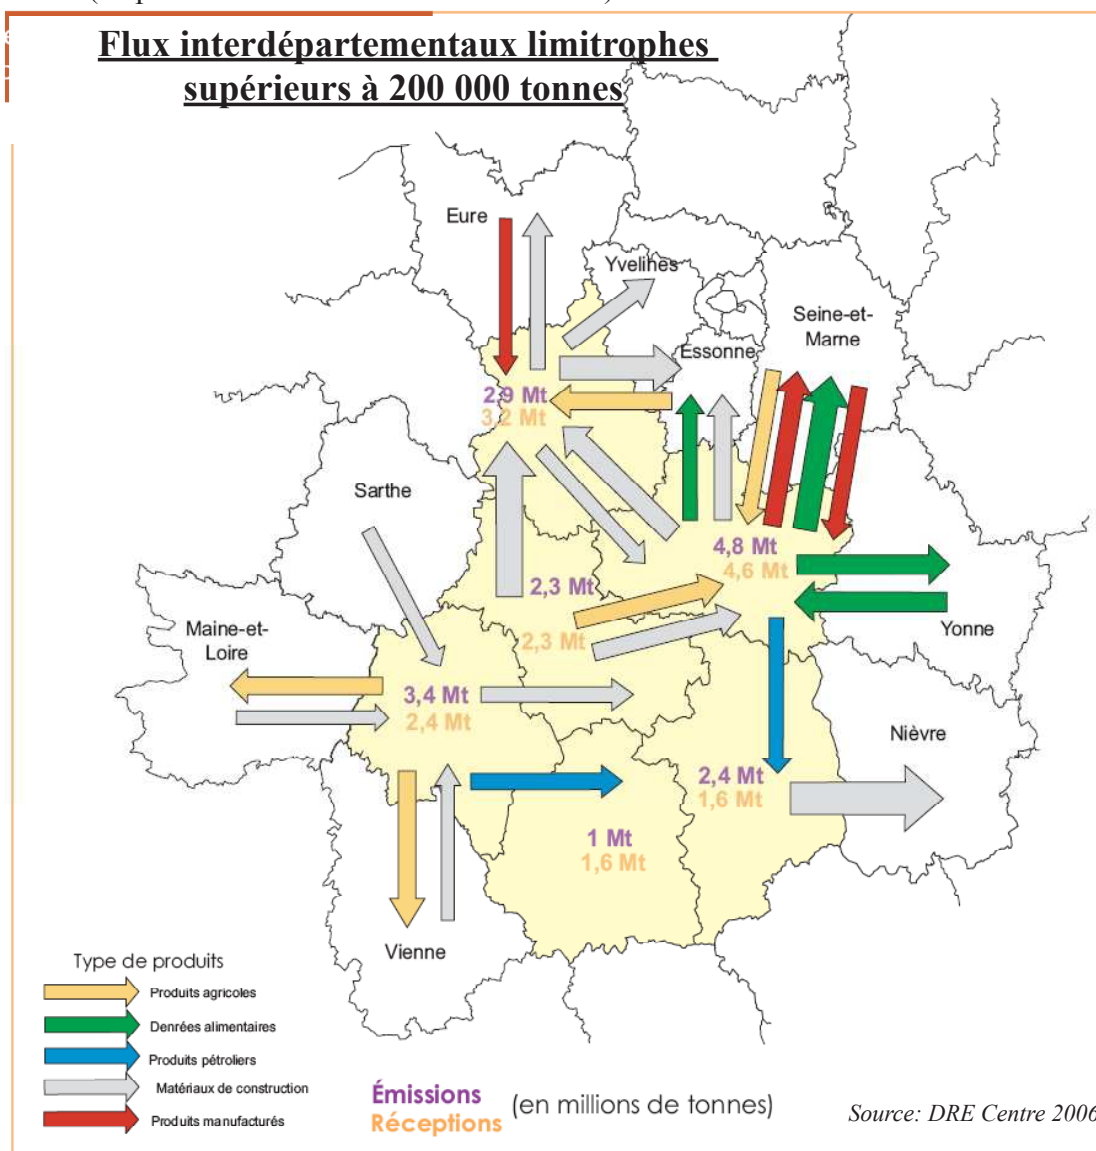 Flux interdépartementaux limitrophes
supérieurs à 200 000 tonnes
Eure
Yvelines
Seine-et-
Marne
Essonne
2,9 Mt
3,2 Mt
Sarthe
4,8 Mt
4,6 Mt
2,3 Mt
2,3 Mt
Maine-et-
Loire
Yonne
3,4 Mt
2,4 Mt
Nièvre
2,4 Mt
1,6 Mt
1 Mt
1,6 Mt
Vienne
Type de produits
Produits agricoles
Denrées alimentaires
Produits pétroliers
Matériaux de construction
Produits manufacturés
Émissions
Réceptions
(en millions de tonnes)
Source: DRE Centre 2006